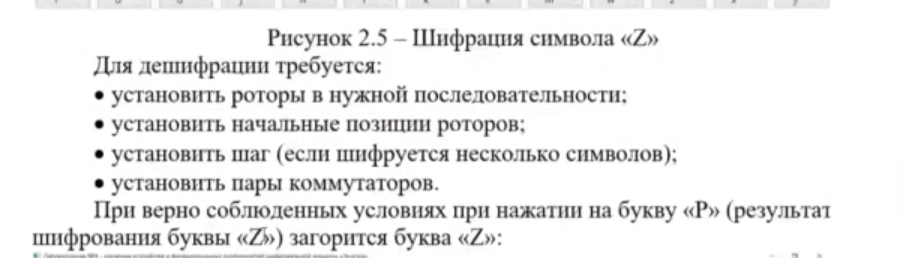 Рисунок 2.5 – Шифрация символа «Z»
Для дешифрации требуется:
• установить роторы в нужной последовательности;
• установить начальные позиции роторов;
• установить шаг (если шифруется несколько символов);
• установить пары коммутаторов.
При верно соблюденных условиях при нажатии на букву «P» (результат
шифрования буквы «Z») загорится буква «Z»: